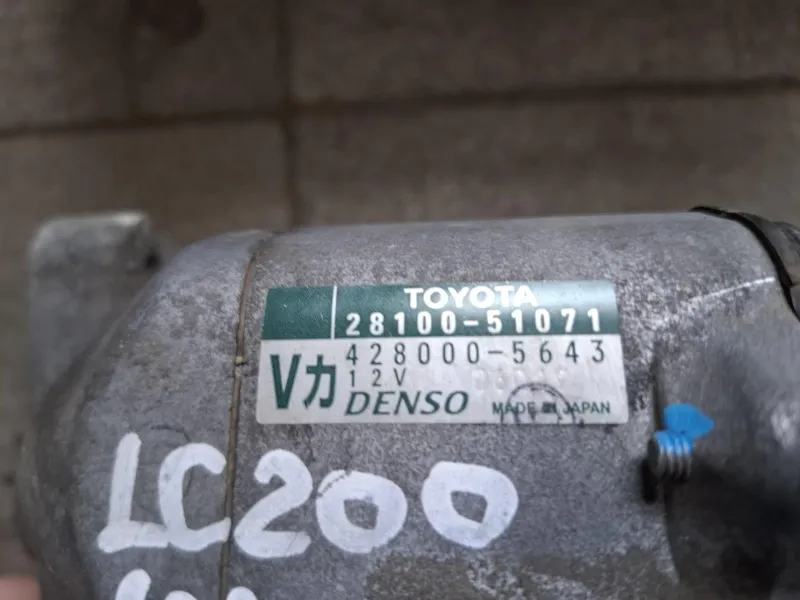 TOYOTA
28100-51071
428000-5643
12V
Vカ DENSO MADE IN JAPAN
LC200